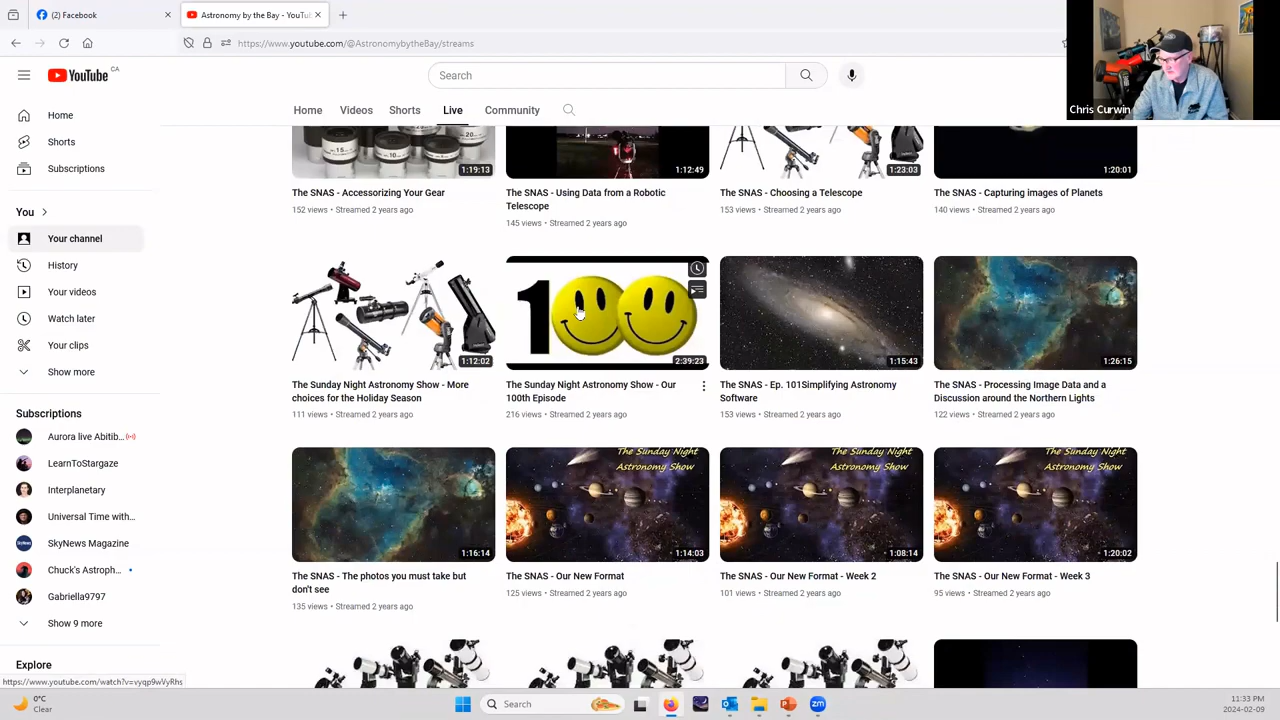 (2) Facebook
Astronomy by the Bay - YouTu
https://www.youtube.com/@AstronomybytheBay/streams
YouTube CA
Search
Chris Curwin
Home
Videos
Shorts
Live
Community
Home
Shorts
Subscriptions
You
Your channel
History
Your videos
Watch later
Your clips
Show more
Subscriptions
Aurora live Abitib...
LearnToStargaze
Interplanetary
Universal Time with...
SkyNews Magazine
Chuck's Astroph...
Gabriella9797
Show 9 more
Explore
1:19:13
1:12:49
1:23:03
1:20:01
The SNAS - Accessorizing Your Gear
152 views • Streamed 2 years ago
The SNAS - Using Data from a Robotic
Telescope
145 views • Streamed 2 years ago
The SNAS - Choosing a Telescope
153 views • Streamed 2 years ago
The SNAS - Capturing images of Planets
140 views • Streamed 2 years ago
1:12:02
1
2:39:23
1:15:43
1:26:15
The Sunday Night Astronomy Show - More
choices for the Holiday Season
111 views • Streamed 2 years ago
The Sunday Night Astronomy Show - Our
100th Episode
216 views • Streamed 2 years ago
The SNAS - Ep. 101Simplifying Astronomy
Software
153 views • Streamed 2 years ago
The SNAS - Processing Image Data and a
Discussion around the Northern Lights
122 views • Streamed 2 years ago
1:16:14
The Sunday Night
Astronomy Show
1:14:03
The Sunday Night
Astronomy Show
1:08:14
The Sunday Night
Astronomy Show
1:20:02
The SNAS - The photos you must take but
don't see
135 views • Streamed 2 years ago
The SNAS - Our New Format
125 views • Streamed 2 years ago
The SNAS - Our New Format - Week 2
101 views • Streamed 2 years ago
The SNAS - Our New Format - Week 3
95 views • Streamed 2 years ago
https://www.youtube.com/watch?v=vyqp9wVyRhs
0°C
Clear
Search
11:33 PM
2024-02-09